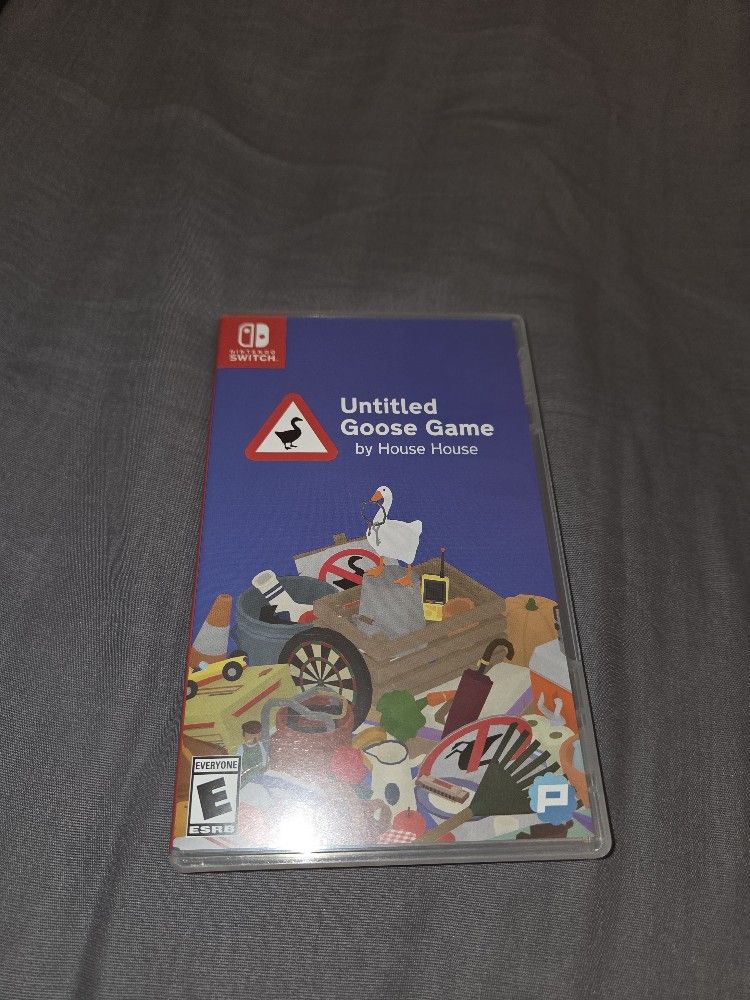 NINTENDO
SWITCH
Untitled
Goose Game
by House House
EVERYONE
E
ESRB
P